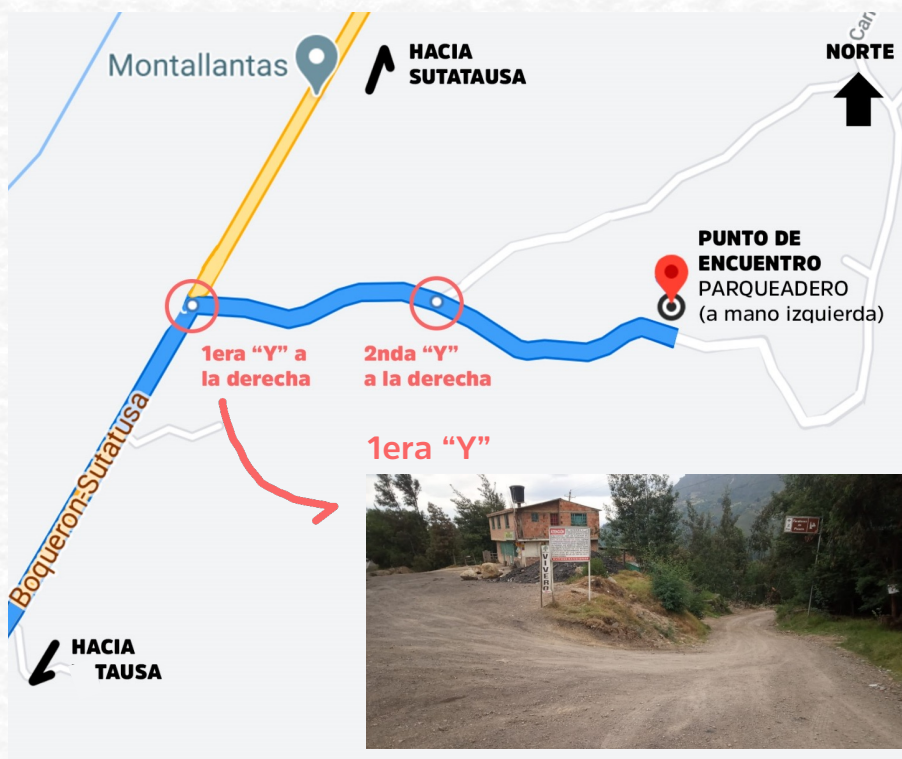 Montallantas
HACIA
SUTATAUSA
Carr
NORTE
PUNTO DE
ENCUENTRO
PARQUEADERO
(a mano izquierda)
1era “Y” a
la derecha
2nda “Y”
a la derecha
Boqueron-Sutatusa
1era “Y”
VIVERO
HACIA
TAUSA